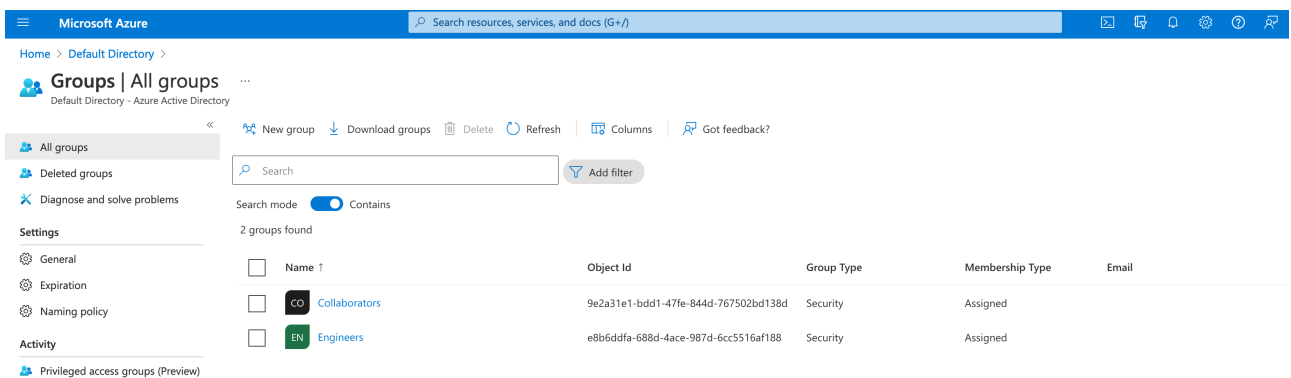 Microsoft Azure
Search resources, services, and docs (G+/)
Home > Default Directory >
Groups | All groups ...
Default Directory - Azure Active Directory
«
New group Download groups Delete Refresh Columns Got feedback?
All groups
Deleted groups
Diagnose and solve problems
Settings
General
Expiration
Naming policy
Activity
Privileged access groups (Preview)
Search
Add filter
Search mode Contains
2 groups found
Name ↑ Object Id Group Type Membership Type Email
CO Collaborators 9e2a31e1-bdd1-47fe-844d-767502bd138d Security Assigned
EN Engineers e8b6ddfa-688d-4ace-987d-6cc5516af188 Security Assigned